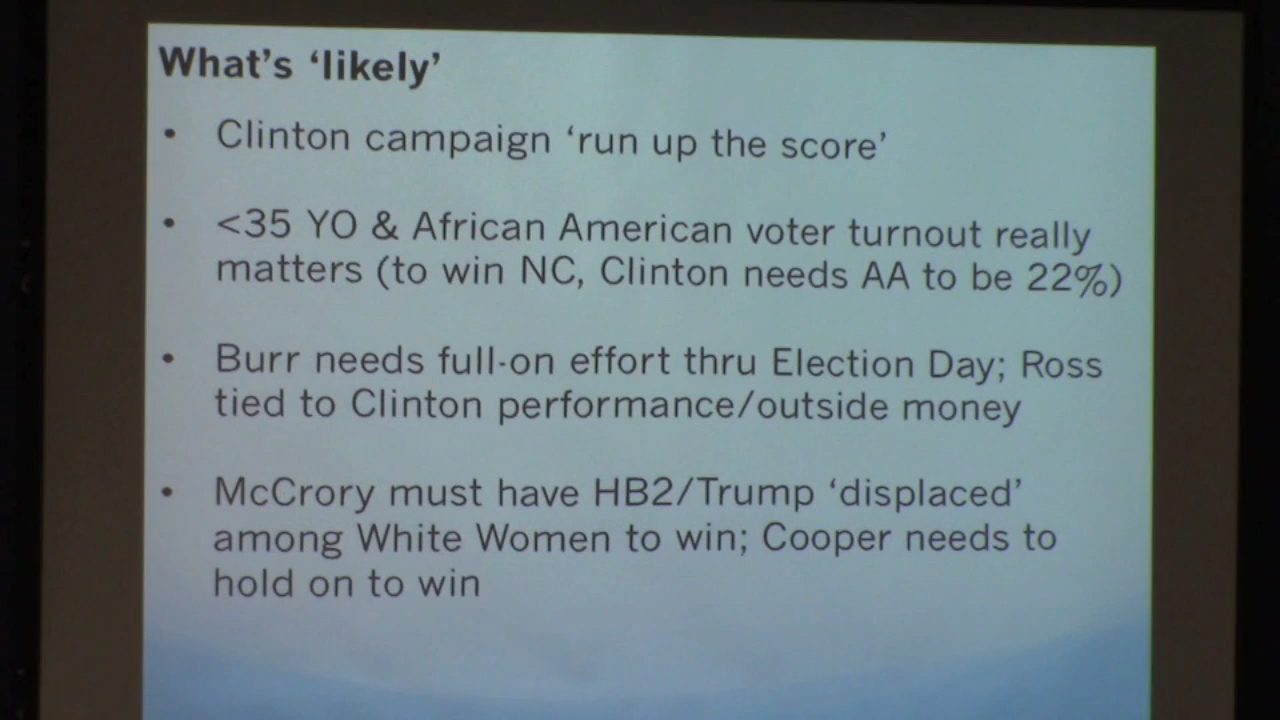 What's 'likely'
• Clinton campaign 'run up the score'
• <35 YO & African American voter turnout really
matters (to win NC, Clinton needs AA to be 22%)
• Burr needs full-on effort thru Election Day; Ross
tied to Clinton performance/outside money
• McCrory must have HB2/Trump 'displaced'
among White Women to win; Cooper needs to
hold on to win